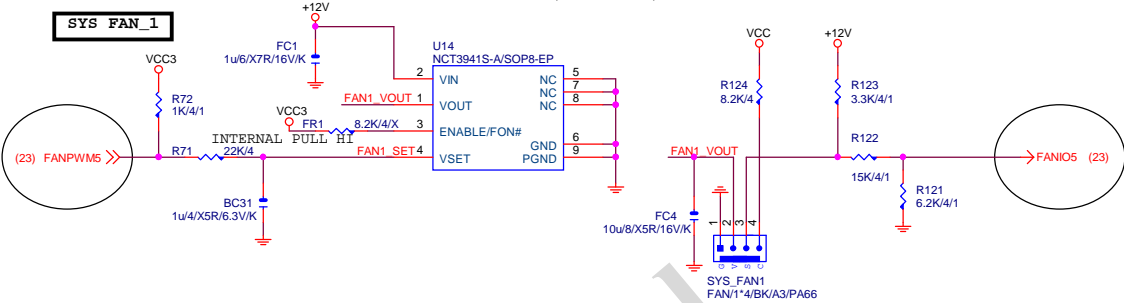 SYS FAN_1
+12V
FC1
1u/6/X7R/16V/K
U14
NCT3941S-A/SOP8-EP
2
VIN
NC
5
NC
7
NC
8
FAN1_VOUT
1
VOUT
VCC3
FR1
8.2K/4/X
3
ENABLE/FON#
GND
6
INTERNAL PULL HI
FAN1_SET
4
VSET
PGND
9
VCC3
R72
1K/4/1
(23)
FANPWM5
R71
22K/4
BC31
1u/4/X5R/6.3V/K
VCC
+12V
R124
8.2K/4
R123
3.3K/4/1
R122
15K/4/1
FAN1_VOUT
FANIO5
(23)
R121
6.2K/4/1
FC4
10u/8/X5R/16V/K
1
2
3
4
G
V
S
C
SYS_FAN1
FAN/1*4/BK/A3/PA66